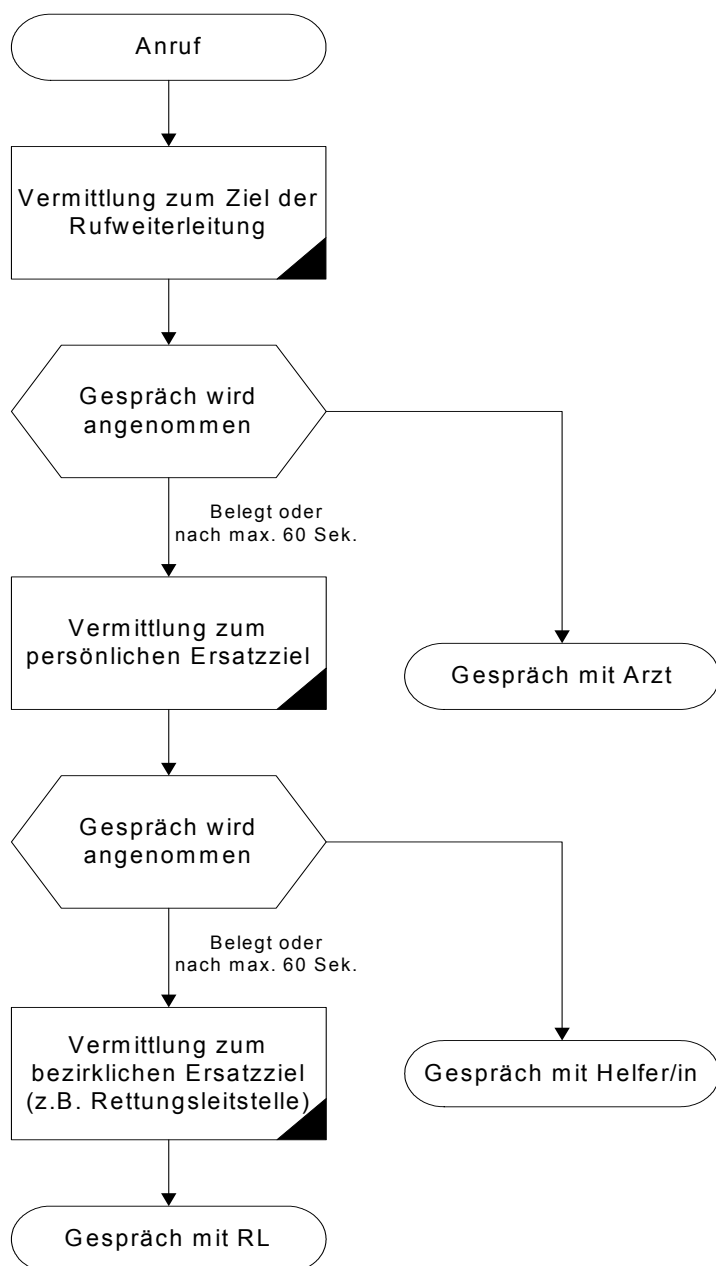 Anruf
Vermittlung zum Ziel der
Rufweiterleitung
Gespräch wird
angenommen
Belegt oder
nach max. 60 Sek.
Vermittlung zum
persönlichen Ersatzziel
Gespräch mit Arzt
Gespräch wird
angenommen
Belegt oder
nach max. 60 Sek.
Vermittlung zum
bezirklichen Ersatzziel
(z.B. Rettungsleitstelle)
Gespräch mit Helfer/in
Gespräch mit RL